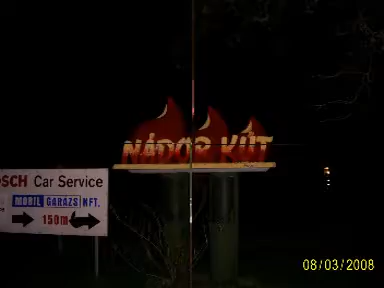 NÁDOR KÚT
OSCH Car Service
MOBIL GARÁZS KFT.
150m
08/03/2008